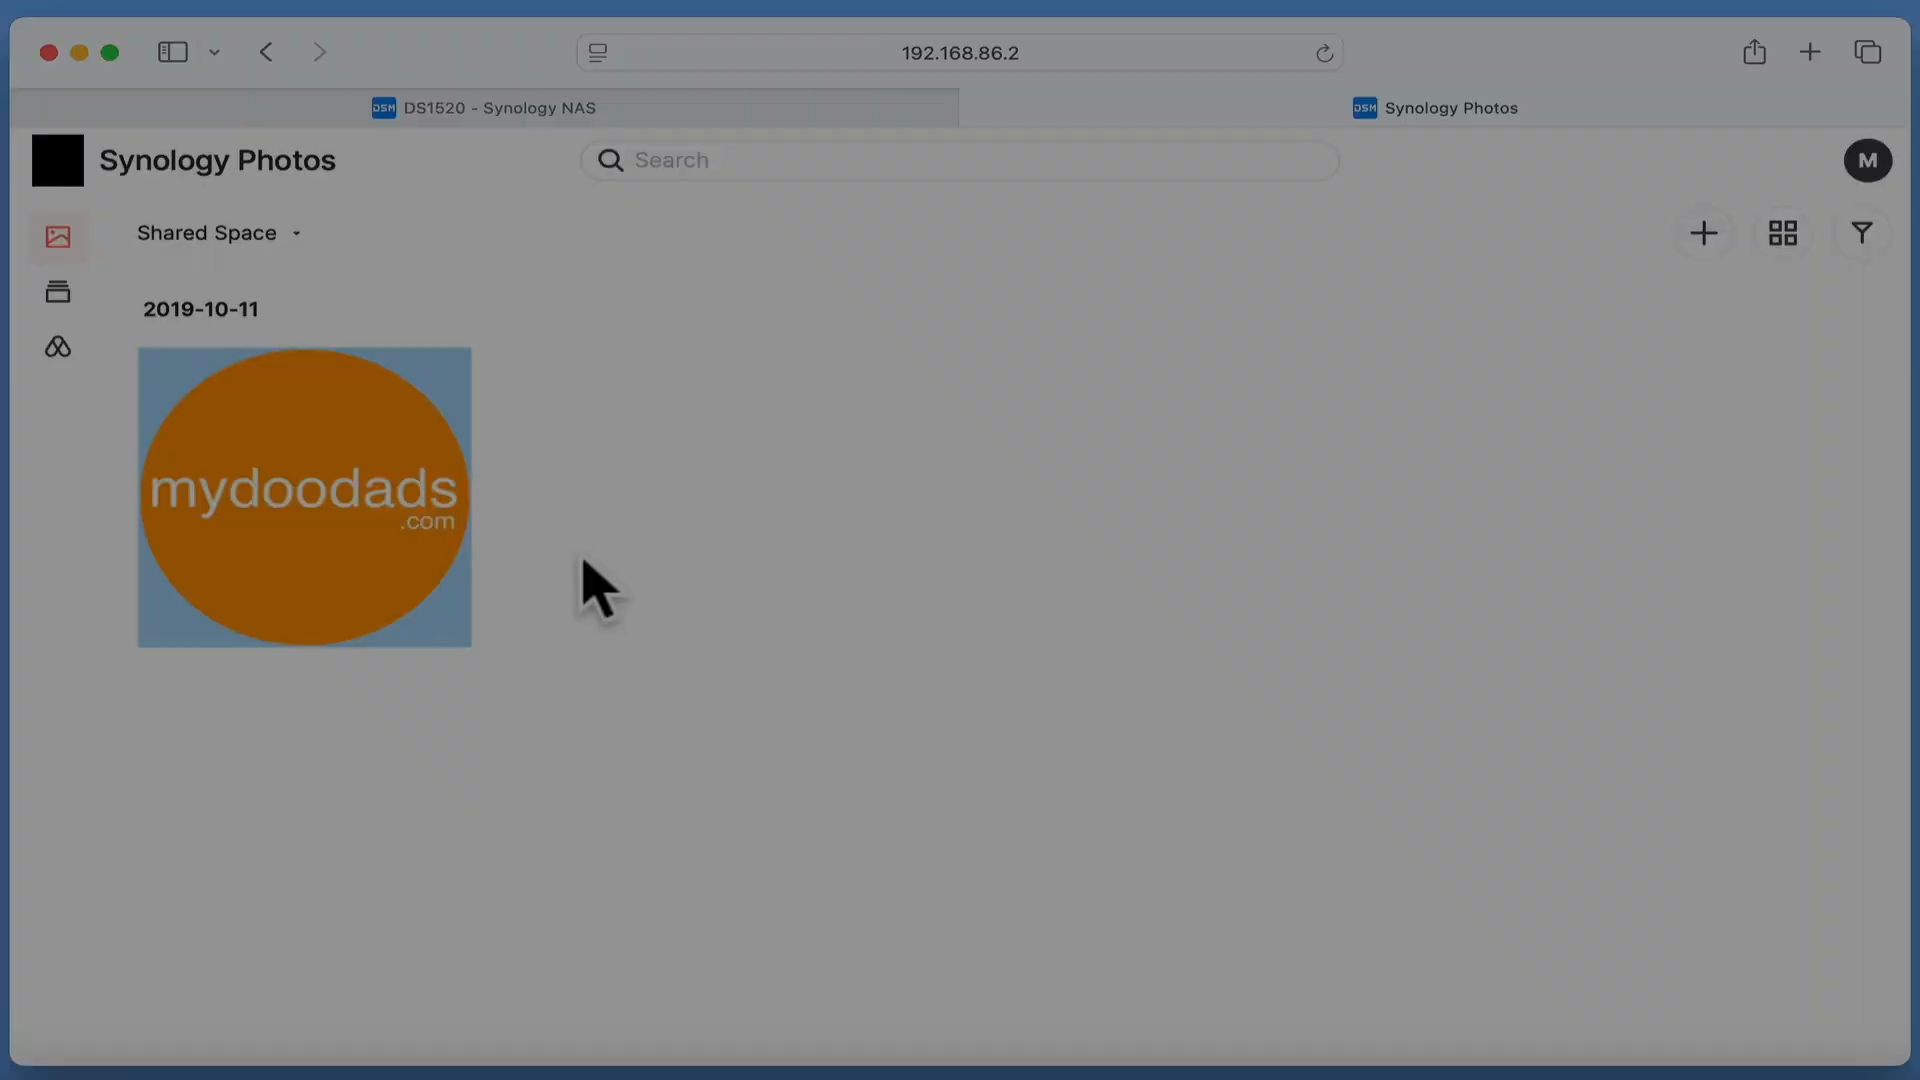 192.168.86.2
DSM DS1520 - Synology NAS
DSM Synology Photos
Synology Photos
Search
M
Shared Space
2019-10-11
mydoodads
.com